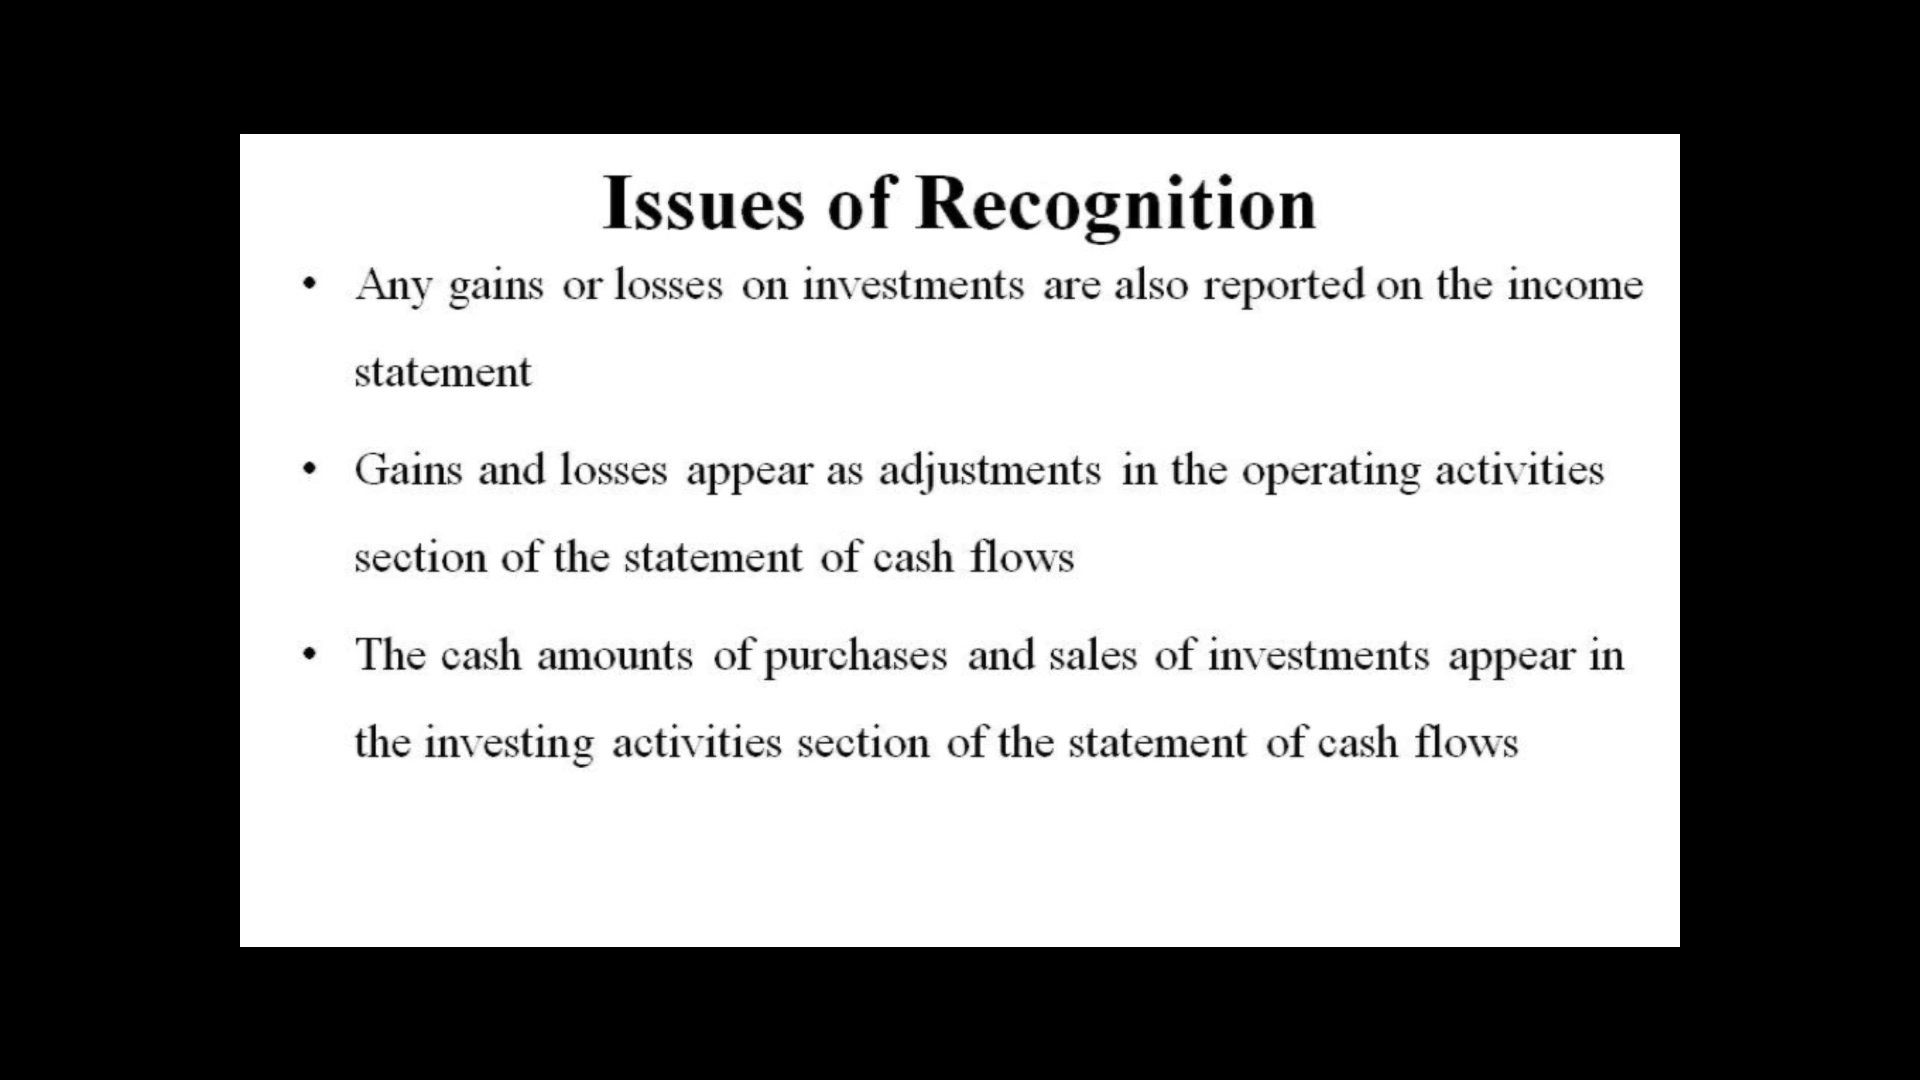 Issues of Recognition
• Any gains or losses on investments are also reported on the income
statement
• Gains and losses appear as adjustments in the operating activities
section of the statement of cash flows
• The cash amounts of purchases and sales of investments appear in
the investing activities section of the statement of cash flows